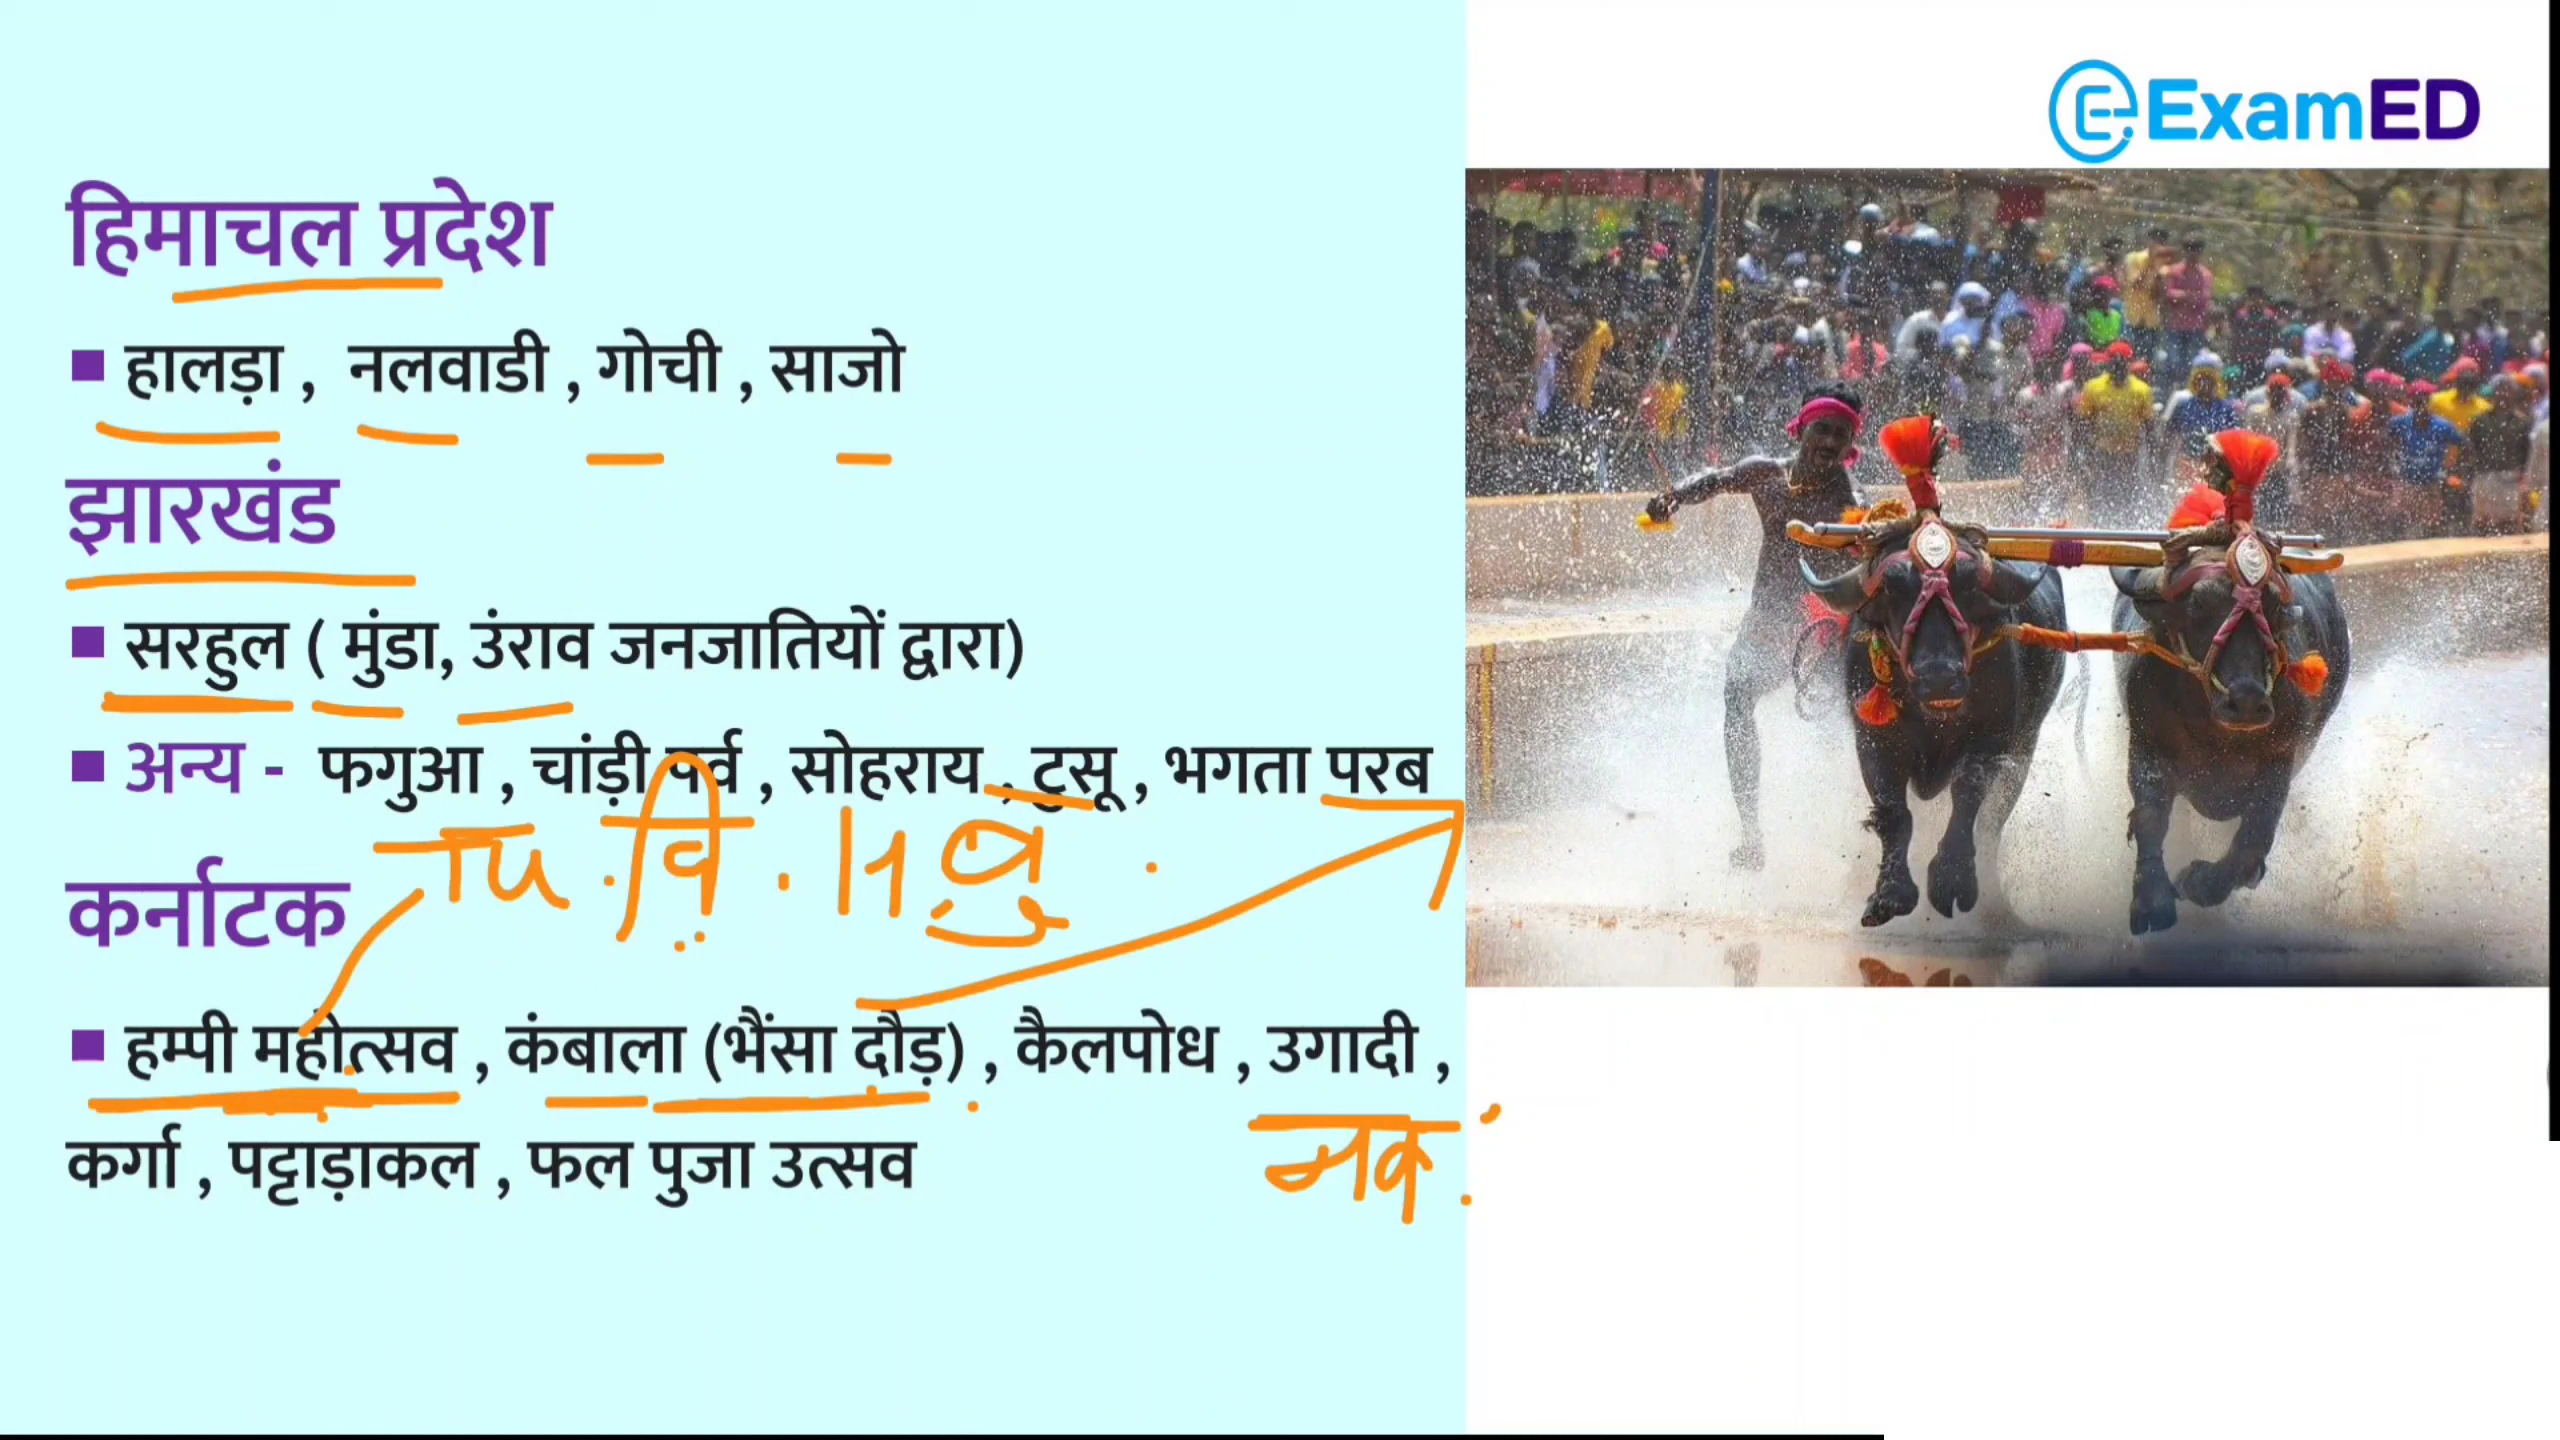 ExamED
हिमाचल प्रदेश
हालड़ा , नलवाडी , गोची , साजो
झारखंड
सरहुल ( मुंडा, उंराव जनजातियों द्वारा)
अन्य - फगुआ , चांड़ी पर्व , सोहराय , टुसू , भगता परब
कर्नाटक
हम्पी महोत्सव , कंबाला (भैंसा दौड़) , कैलपोध , उगादी ,
कर्गा , पट्टाड़ाकल , फल पुजा उत्सव